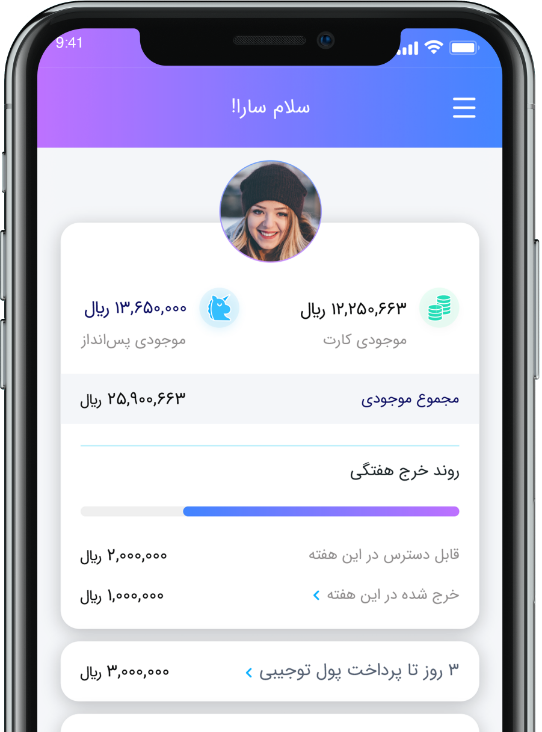 9:41
سلام سارا!
۱۲,۲۵۰,۶۶۳ ریال
موجودی کارت
۱۳,۶۵۰,۰۰۰ ریال
موجودی پس‌انداز
مجموع موجودی ۲۵,۹۰۰,۶۶۳ ریال
روند خرج هفتگی
قابل دسترس در این هفته ۲,۰۰۰,۰۰۰ ریال
خرج شده در این هفته ۱,۰۰۰,۰۰۰ ریال
۳ روز تا پرداخت پول توجیبی ۳,۰۰۰,۰۰۰ ریال